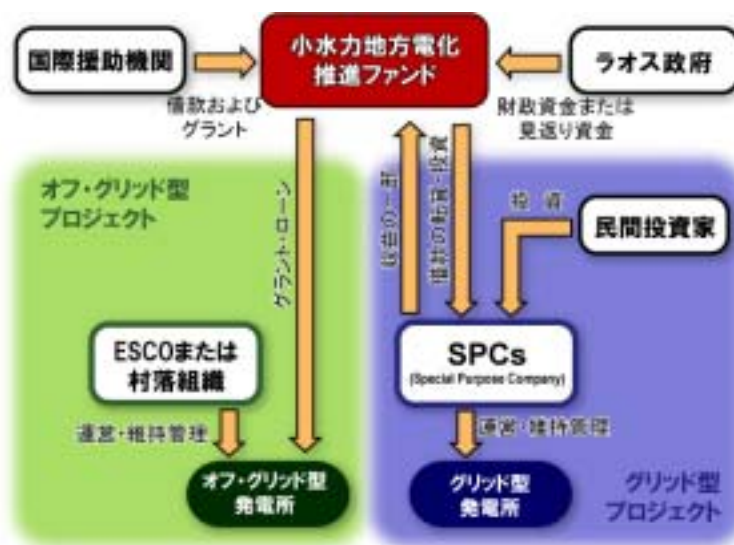 国際援助機関
小水力地方電化
推進ファンド
ラオス政府
借款および
グラント
財政資金または
見返り資金
オフ・グリッド型
プロジェクト
グラント・ローン
収益の一部
借款の転貸・投資
投 資
民間投資家
ESCOまたは
村落組織
SPCs
(Special Purpose Company)
運営・維持管理
運営・維持管理
オフ・グリッド型
発電所
グリッド型
発電所
グリッド型
プロジェクト